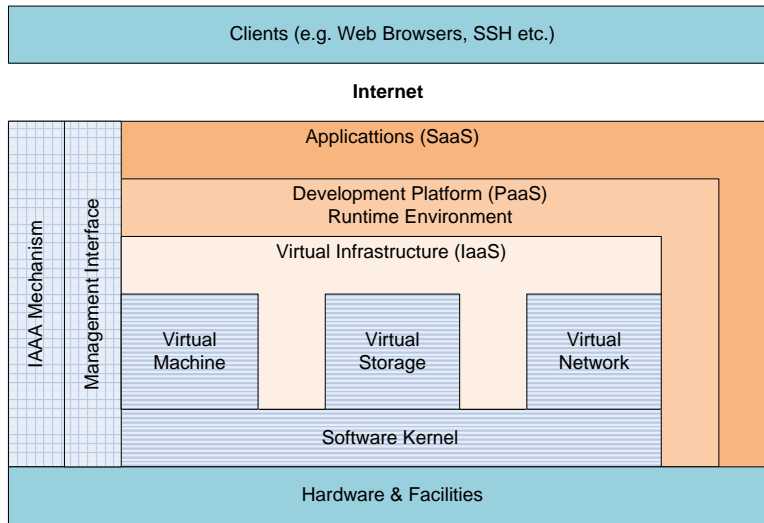 Clients (e.g. Web Browsers, SSH etc.)
Internet
IAAA Mechanism
Management Interface
Applicattions (SaaS)
Development Platform (PaaS)
Runtime Environment
Virtual Infrastructure (IaaS)
Virtual
Machine
Virtual
Storage
Virtual
Network
Software Kernel
Hardware & Facilities